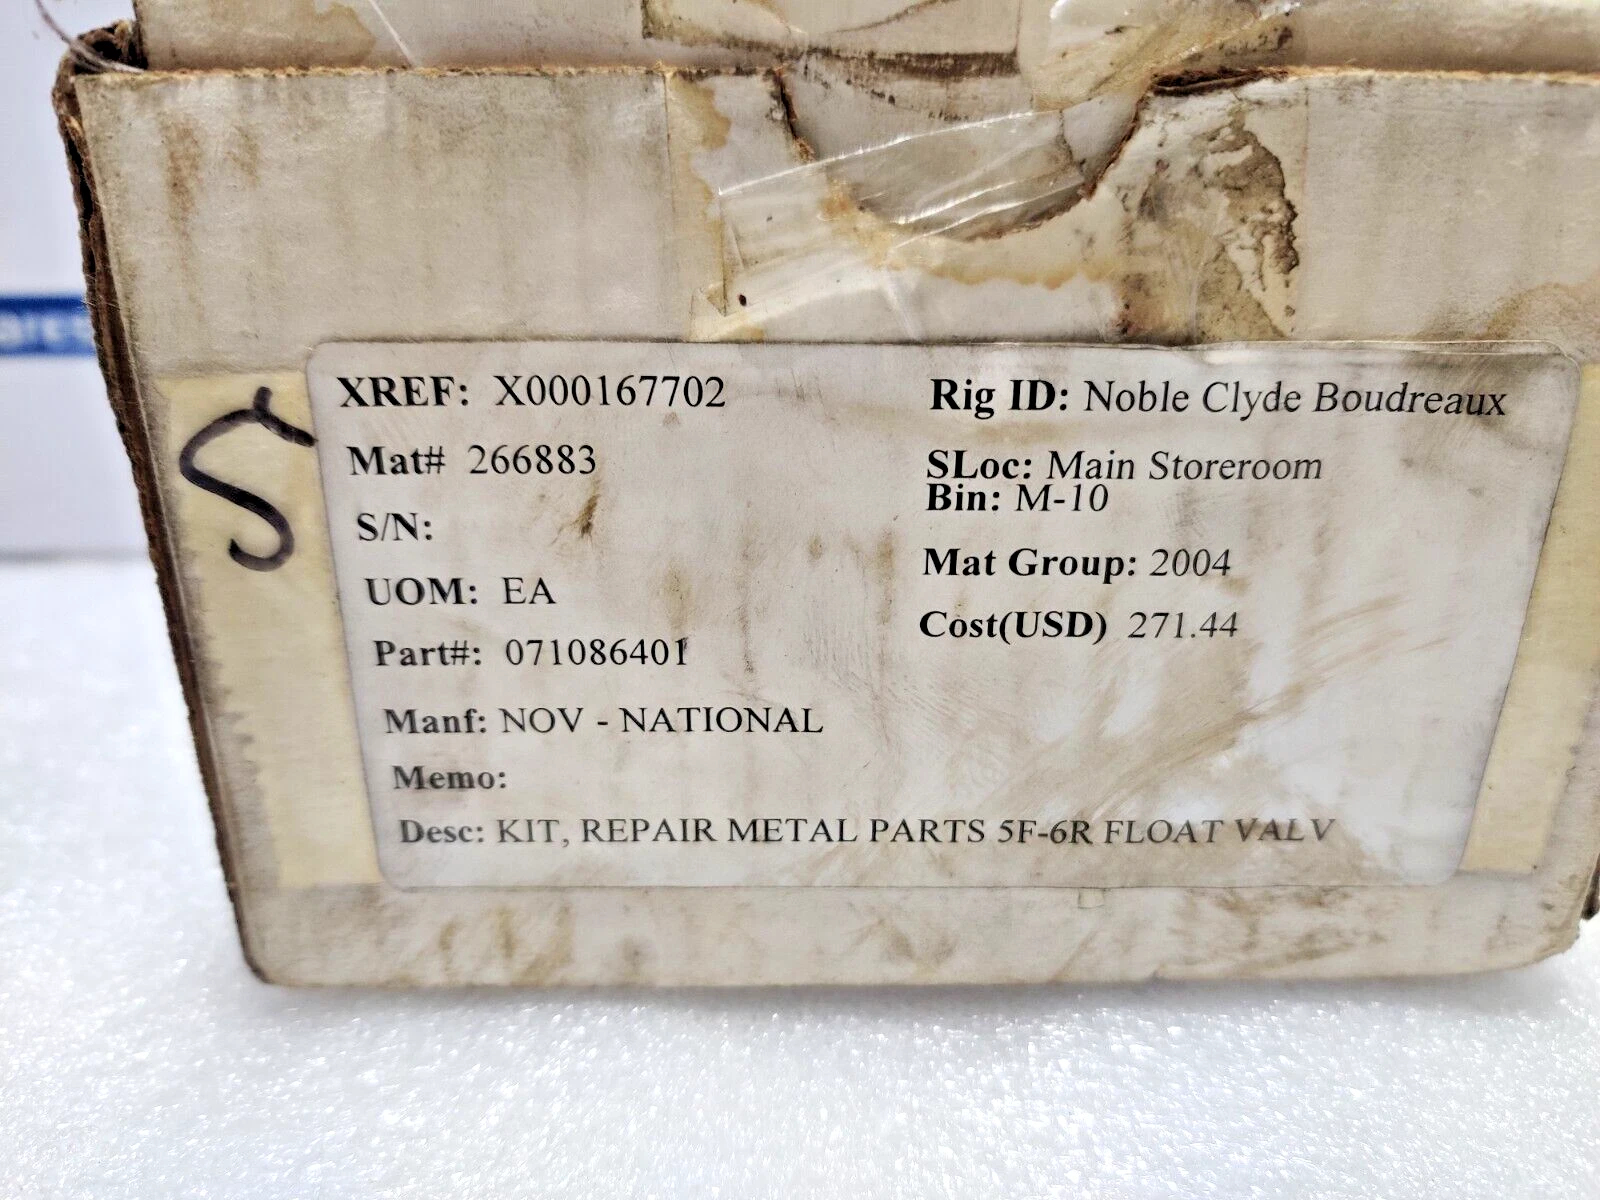 XREF: X000167702
Mat# 266883
S/N:
UOM: EA
Part#: 071086401
Manf: NOV - NATIONAL
Memo:
Desc: KIT, REPAIR METAL PARTS 5F-6R FLOAT VALV
Rig ID: Noble Clyde Boudreaux
SLoc: Main Storeroom
Bin: M-10
Mat Group: 2004
Cost(USD) 271.44
5